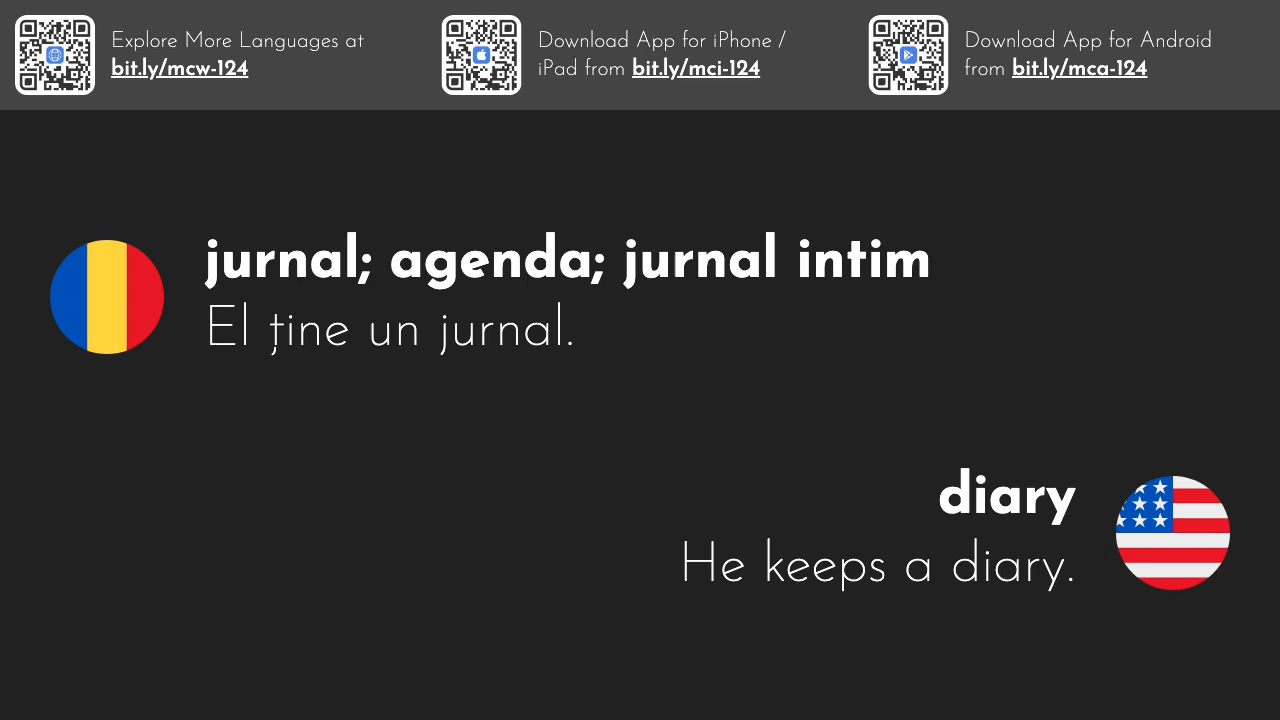 Explore More Languages at
bit.ly/mcw-124
Download App for iPhone /
iPad from bit.ly/mci-124
Download App for Android
from bit.ly/mca-124
jurnal; agenda; jurnal intim
El ține un jurnal.
diary
He keeps a diary.